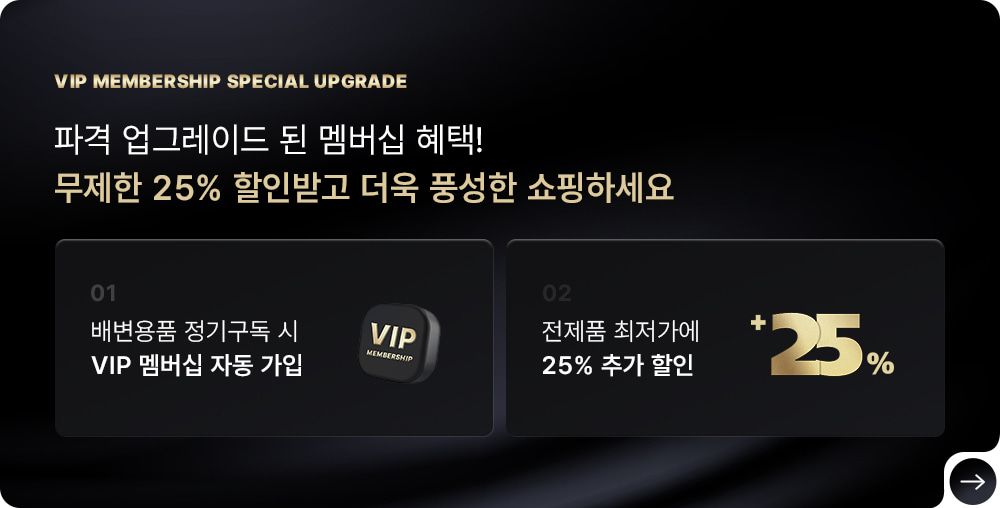 VIP MEMBERSHIP SPECIAL UPGRADE
파격 업그레이드 된 멤버십 혜택!
무제한 25% 할인받고 더욱 풍성한 쇼핑하세요
01
배변용품 정기구독 시
VIP 멤버십 자동 가입
VIP
MEMBERSHIP
02
전제품 최저가에
25% 추가 할인
+25%